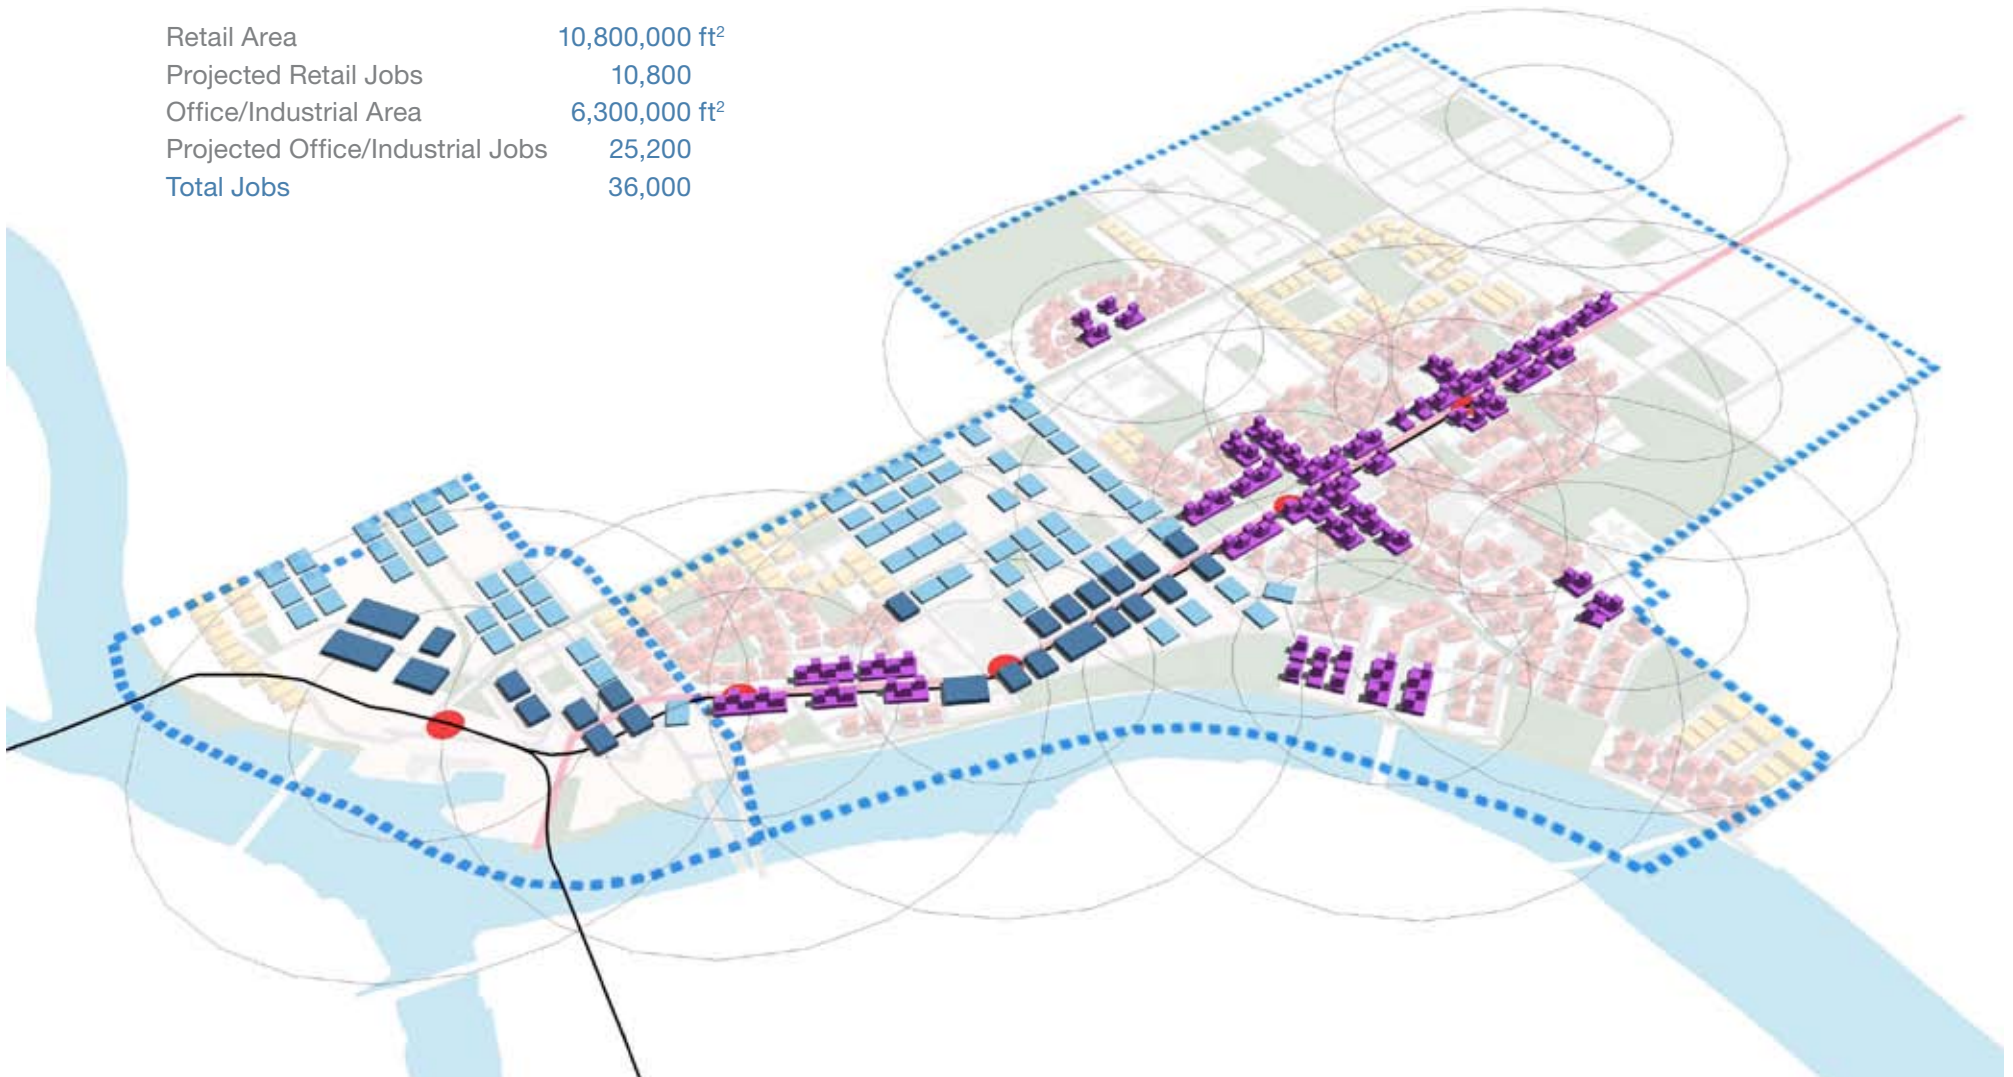 Retail Area 10,800,000 ft²
Projected Retail Jobs 10,800
Office/Industrial Area 6,300,000 ft²
Projected Office/Industrial Jobs 25,200
Total Jobs 36,000